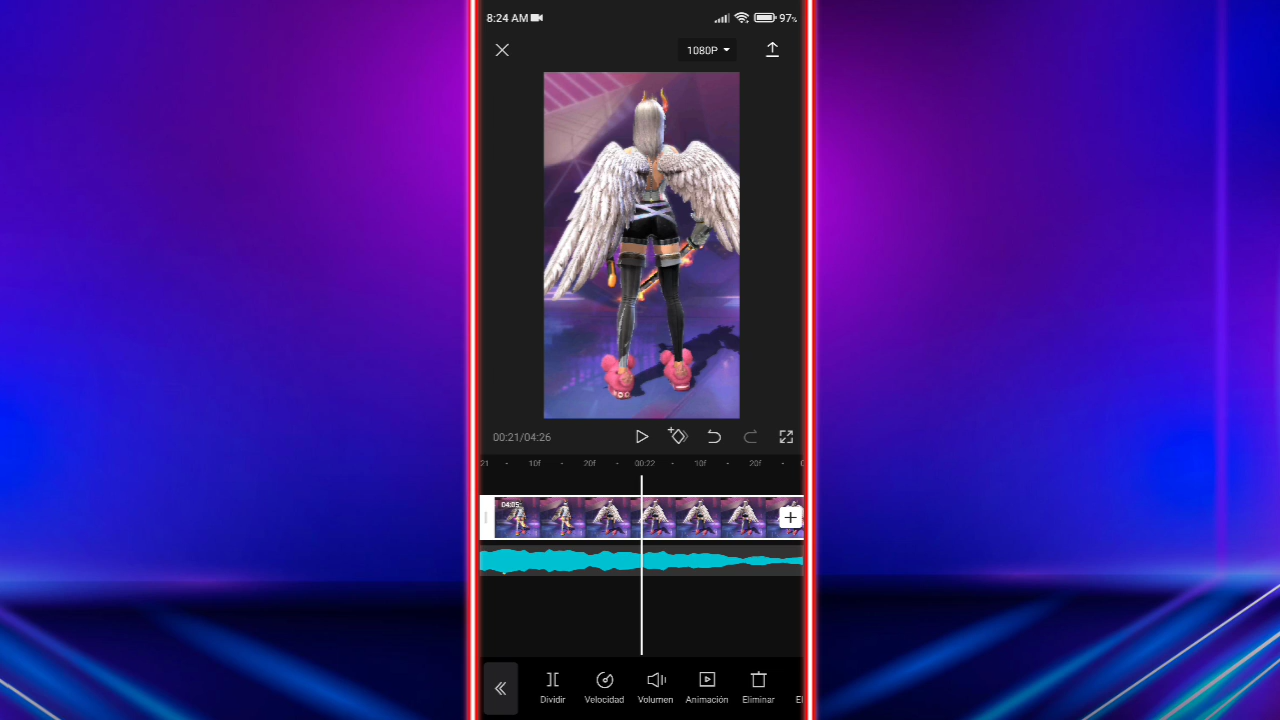 8:24 AM 97%
1080P
00:21/04:26
21 10f 20f 00:22 10f 20f
04:05
Dividir Velocidad Volumen Animación Eliminar